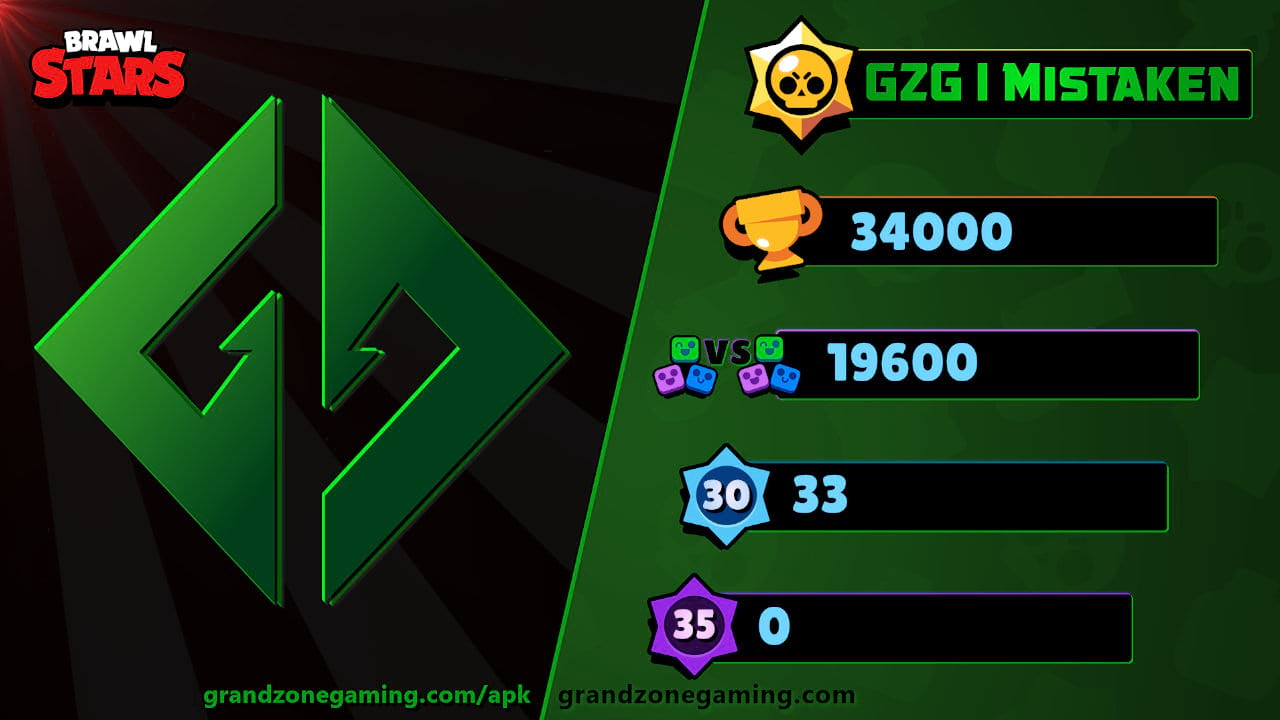 BRAWL
STARS
GZG | MISTAKEN
34000
VS
19600
30
33
35
0
grandzonegaming.com/apk
grandzonegaming.com